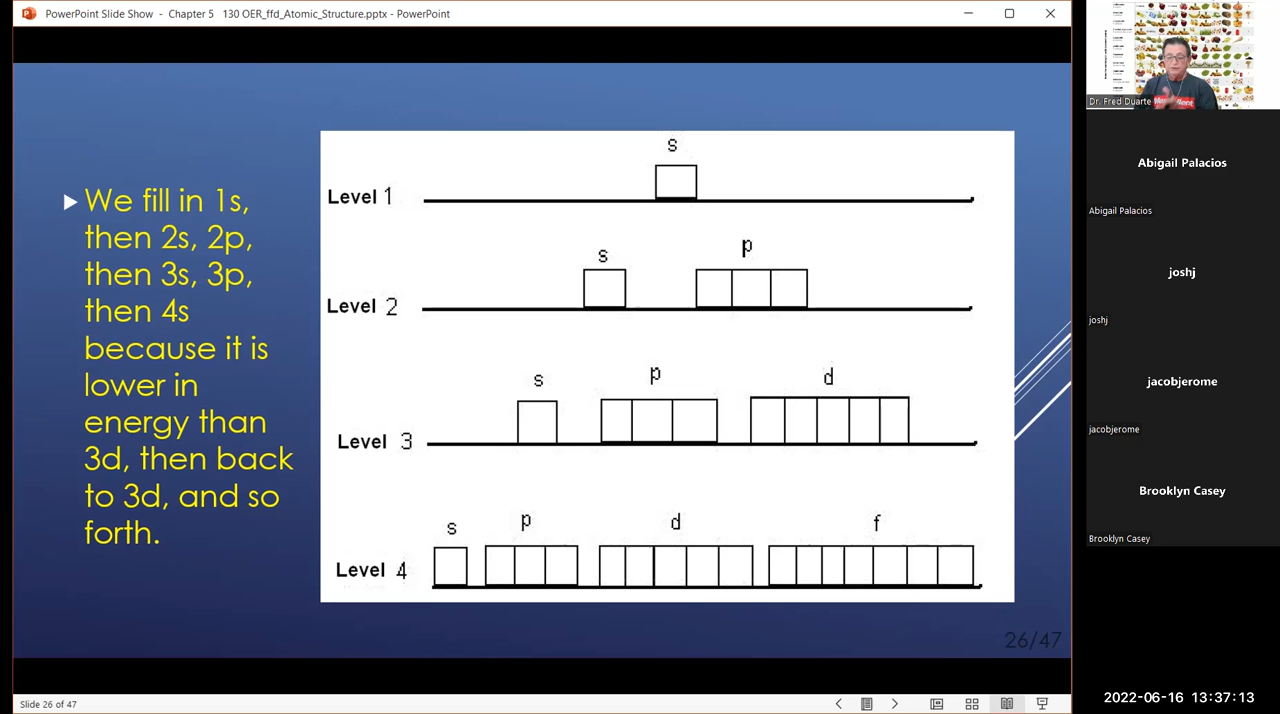 PowerPoint Slide Show - Chapter 5 130 OER_ffd_Atomic_Structure.pptx - PowerPoint
We fill in 1s,
then 2s, 2p,
then 3s, 3p,
then 4s
because it is
lower in
energy than
3d, then back
to 3d, and so
forth.
s
Level 1
s p
Level 2
s p d
Level 3
s p d f
Level 4
26/47
Slide 26 of 47
Dr. Fred Duarte
Abigail Palacios
Abigail Palacios
joshj
joshj
jacobjerome
jacobjerome
Brooklyn Casey
Brooklyn Casey
2022-06-16 13:37:13